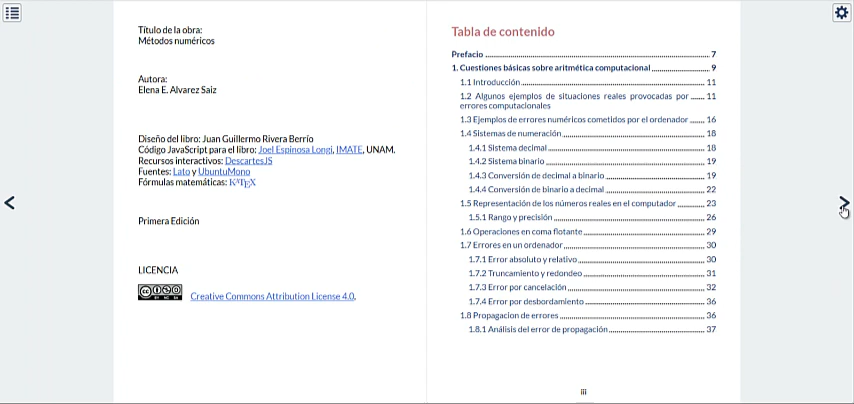 Título de la obra:
Métodos numéricos
Autora:
Elena E. Alvarez Saiz
Diseño del libro: Juan Guillermo Rivera Berrío
Código JavaScript para el libro: Joel Espinosa Longi, IMATE, UNAM.
Recursos interactivos: DescartesJS
Fuentes: Lato y UbuntuMono
Fórmulas matemáticas: KATEX
Primera Edición
LICENCIA
Creative Commons Attribution License 4.0.
Tabla de contenido
Prefacio 7
1. Cuestiones básicas sobre aritmética computacional 9
1.1 Introducción 11
1.2 Algunos ejemplos de situaciones reales provocadas por 11
errores computacionales
1.3 Ejemplos de errores numéricos cometidos por el ordenador 16
1.4 Sistemas de numeración 18
1.4.1 Sistema decimal 18
1.4.2 Sistema binario 19
1.4.3 Conversión de decimal a binario 19
1.4.4 Conversión de binario a decimal 22
1.5 Representación de los números reales en el computador 23
1.5.1 Rango y precisión 26
1.6 Operaciones en coma flotante 29
1.7 Errores en un ordenador 30
1.7.1 Error absoluto y relativo 30
1.7.2 Truncamiento y redondeo 31
1.7.3 Error por cancelación 32
1.7.4 Error por desbordamiento 36
1.8 Propagacion de errores 36
1.8.1 Análisis del error de propagación 37
iii